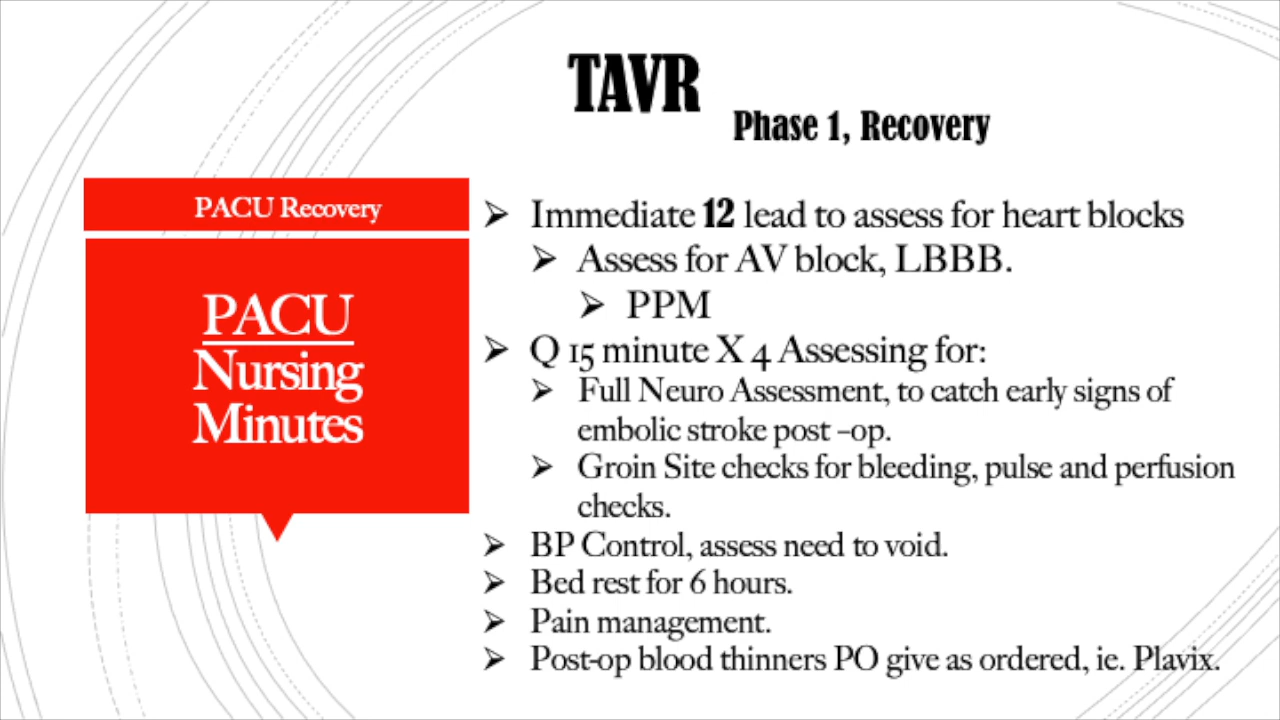 TAVR
Phase 1, Recovery
PACU Recovery
PACU
Nursing
Minutes
➢ Immediate 12 lead to assess for heart blocks
➢ Assess for AV block, LBBB.
➢ PPM
➢ Q 15 minute X 4 Assessing for:
➢ Full Neuro Assessment, to catch early signs of
embolic stroke post –op.
➢ Groin Site checks for bleeding, pulse and perfusion
checks.
➢ BP Control, assess need to void.
➢ Bed rest for 6 hours.
➢ Pain management.
➢ Post-op blood thinners PO give as ordered, ie. Plavix.